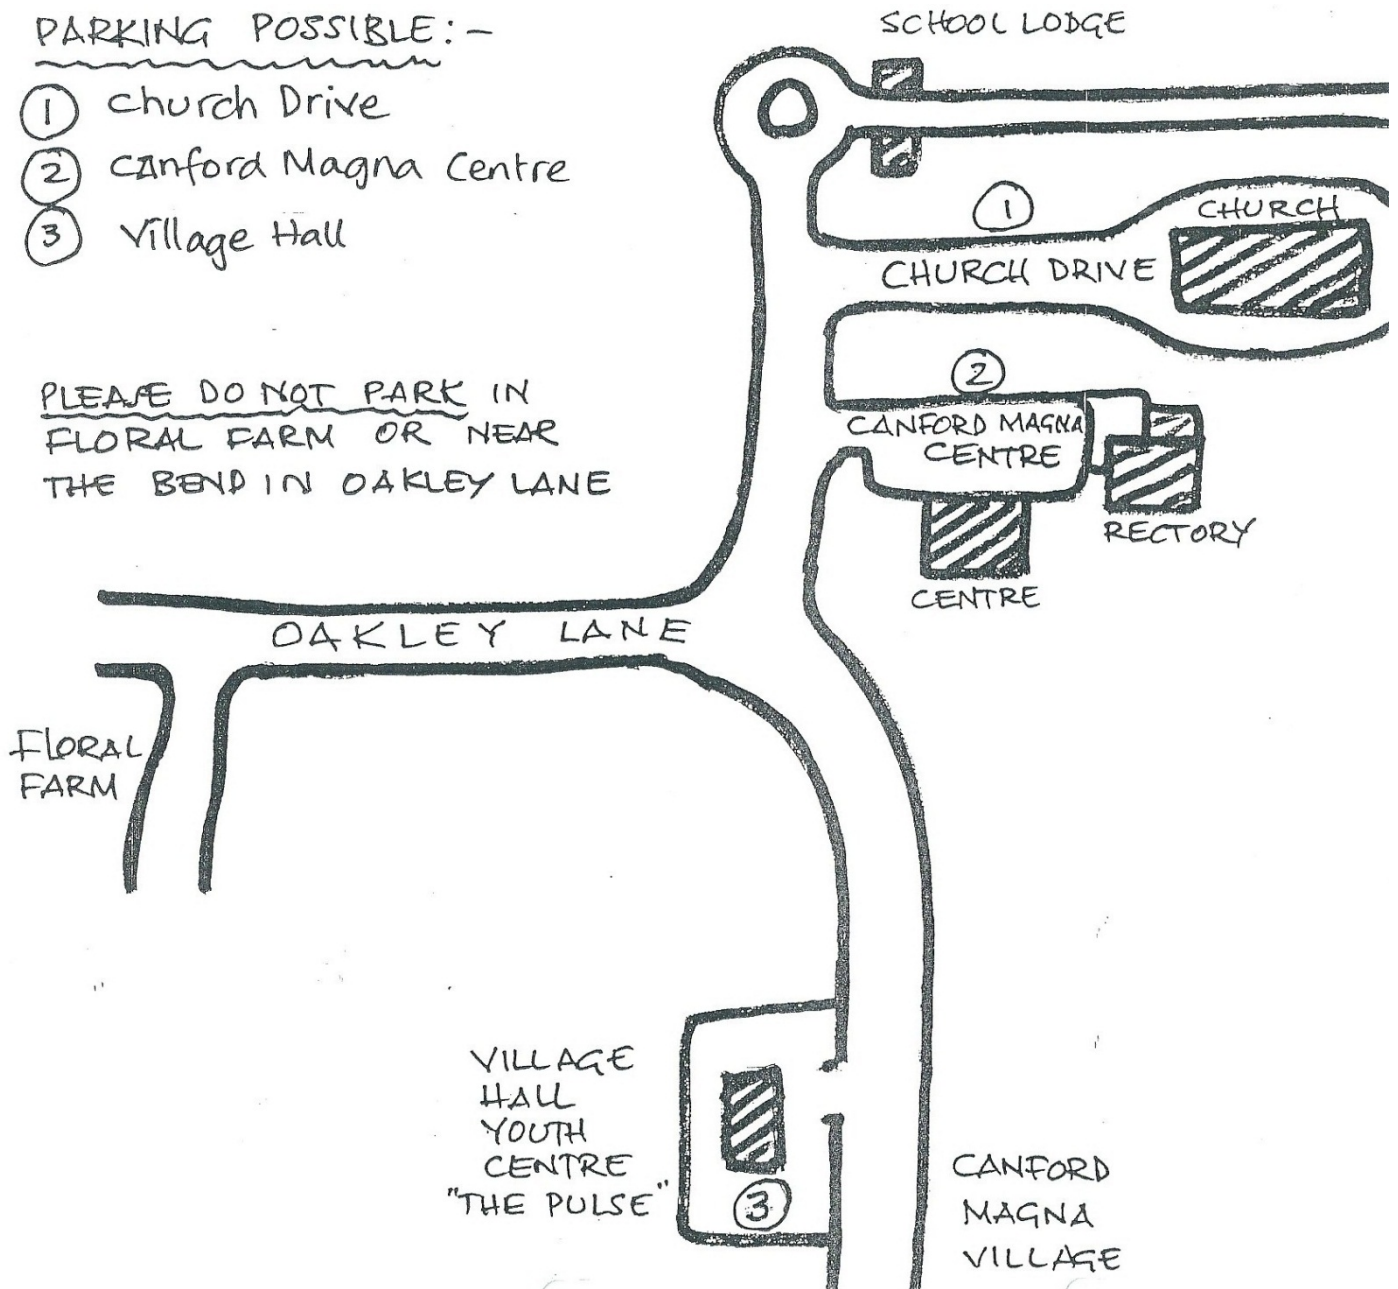 PARKING POSSIBLE:-
1 Church Drive
2 Canford Magna Centre
3 Village Hall
PLEASE DO NOT PARK IN
FLORAL FARM OR NEAR
THE BEND IN OAKLEY LANE
SCHOOL LODGE
1
CHURCH
CHURCH DRIVE
2
CANFORD MAGNA
CENTRE
RECTORY
CENTRE
OAKLEY LANE
FLORAL
FARM
VILLAGE
HALL
YOUTH
CENTRE
"THE PULSE"
3
CANFORD
MAGNA
VILLAGE